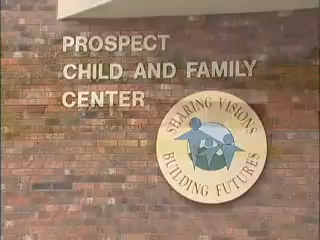 PROSPECT
CHILD AND FAMILY
CENTER
SHARING VISIONS
BUILDING FUTURES